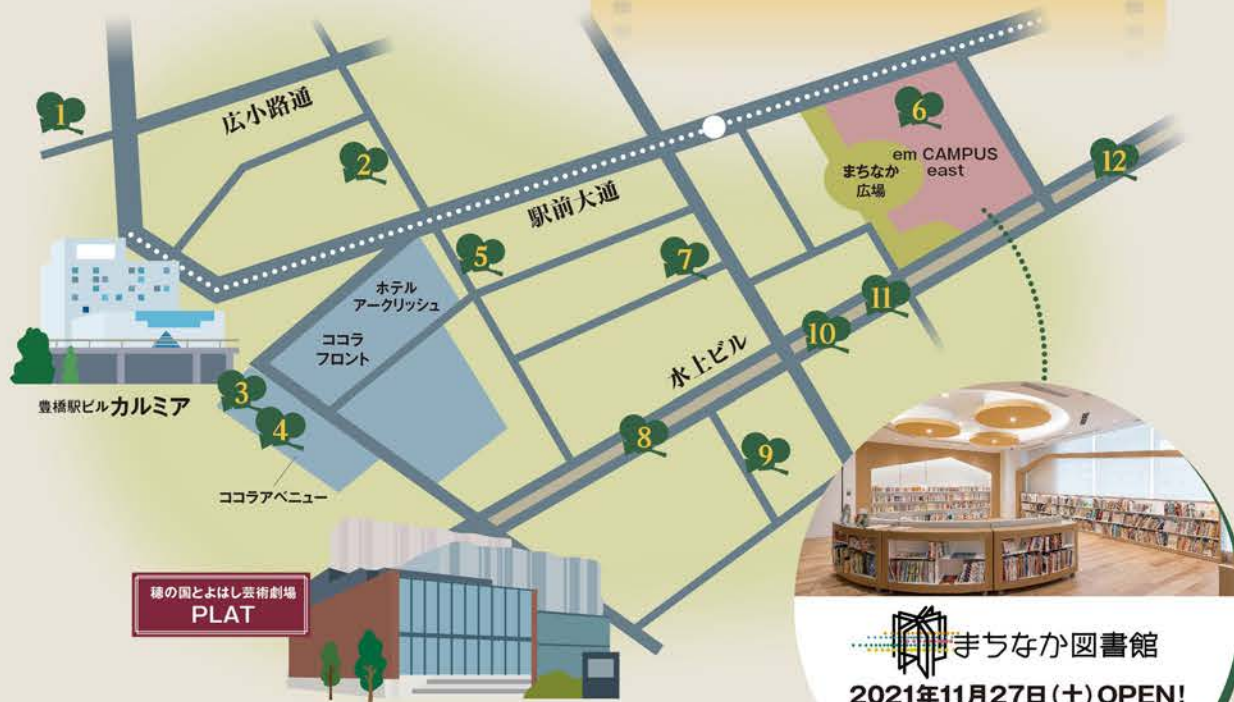 1
広小路通
2
6
em CAMPUS
east
まちなか
広場
12
駅前大通
5
7
ホテル
アークリッシュ
ココラ
フロント
11
10
水上ビル
3
4
8
9
豊橋駅ビルカルミア
ココラアベニュー
穂の国とよはし芸術劇場
PLAT
まちなか図書館
2021年11月27日(土)OPEN!